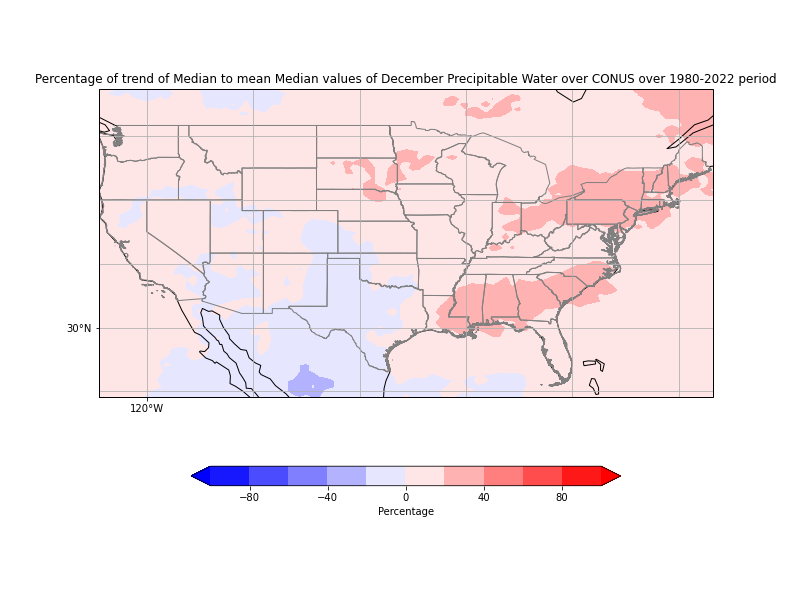 Percentage of trend of Median to mean Median values of December Precipitable Water over CONUS over 1980-2022 period
30°N
120°W
−80 −40 0 40 80
Percentage